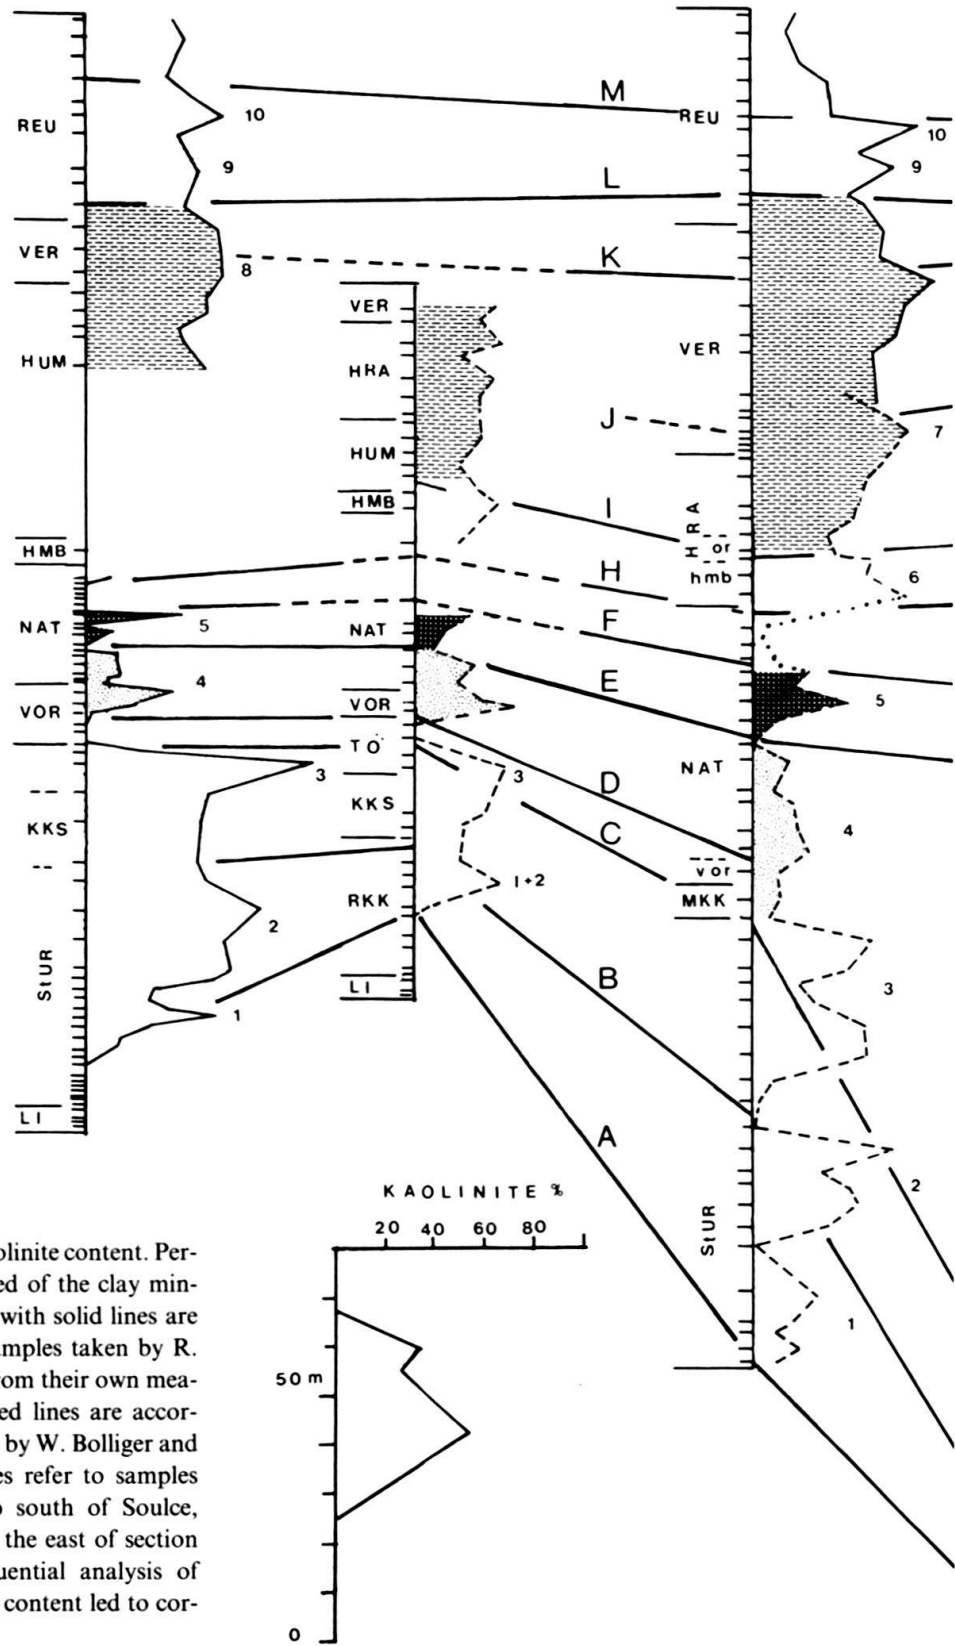 M
REU
REU
10
10
9
9
L
VER
K
8
VER
HRA
VER
HUM
J
7
HUM
HMB
I
HRA
or
HMB
H
hmb
6
NAT
5
NAT
F
E
5
4
VOR
VOR
TO
NAT
3
3
D
KKS
KKS
C
4
vor
1+2
RKK
MKK
2
StUR
B
3
LI
1
A
LI
2
KAOLINITE %
20 40 60 80
StUR
1
50 m
0
olinite content. Per-
ed of the clay min-
with solid lines are
mples taken by R.
rom their own mea-
ed lines are accor-
by W. Bolliger and
es refer to samples
o south of Soulce,
the east of section
uential analysis of
content led to cor-